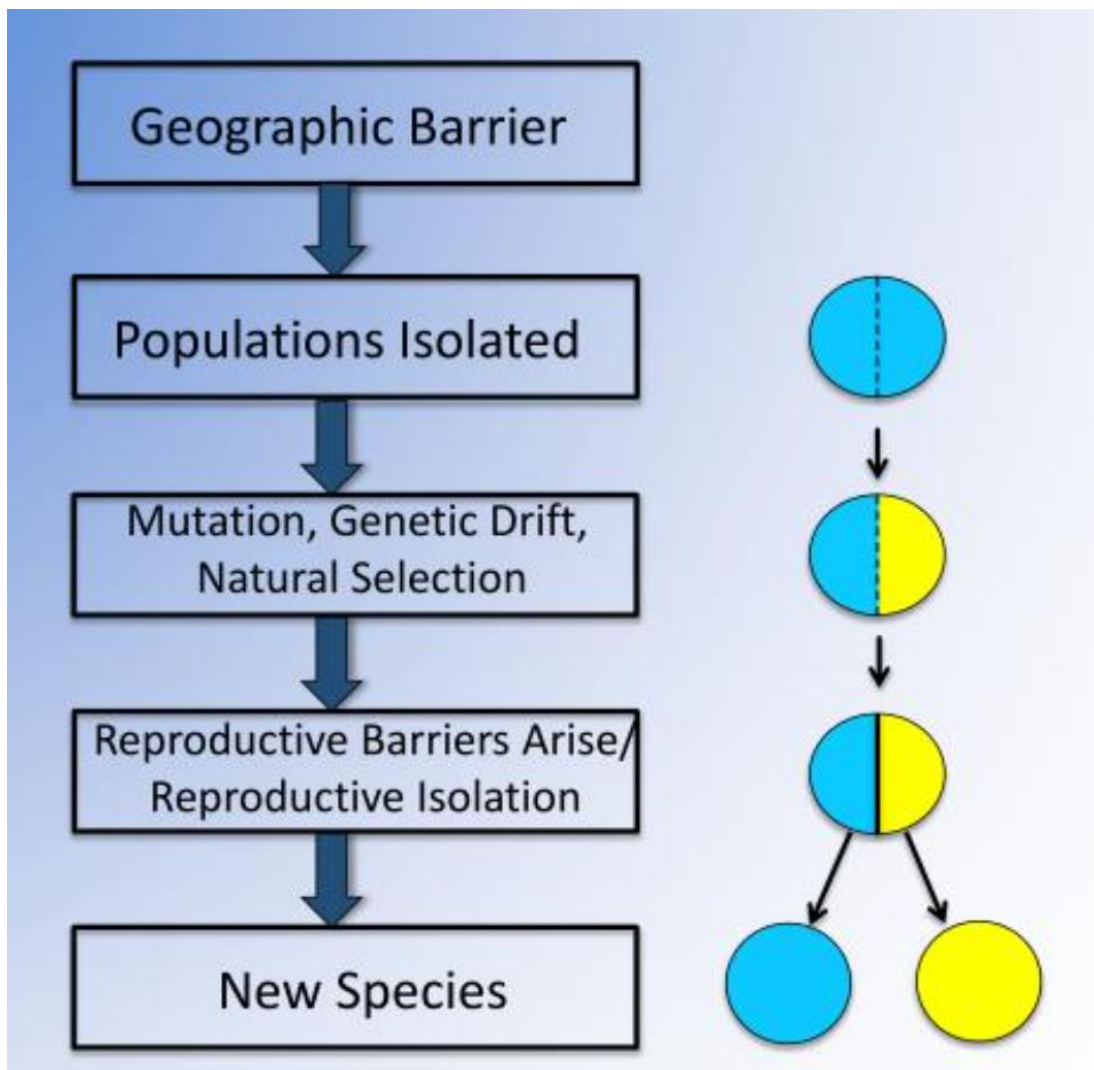 Geographic Barrier
Populations Isolated
Mutation, Genetic Drift,
Natural Selection
Reproductive Barriers Arise/
Reproductive Isolation
New Species